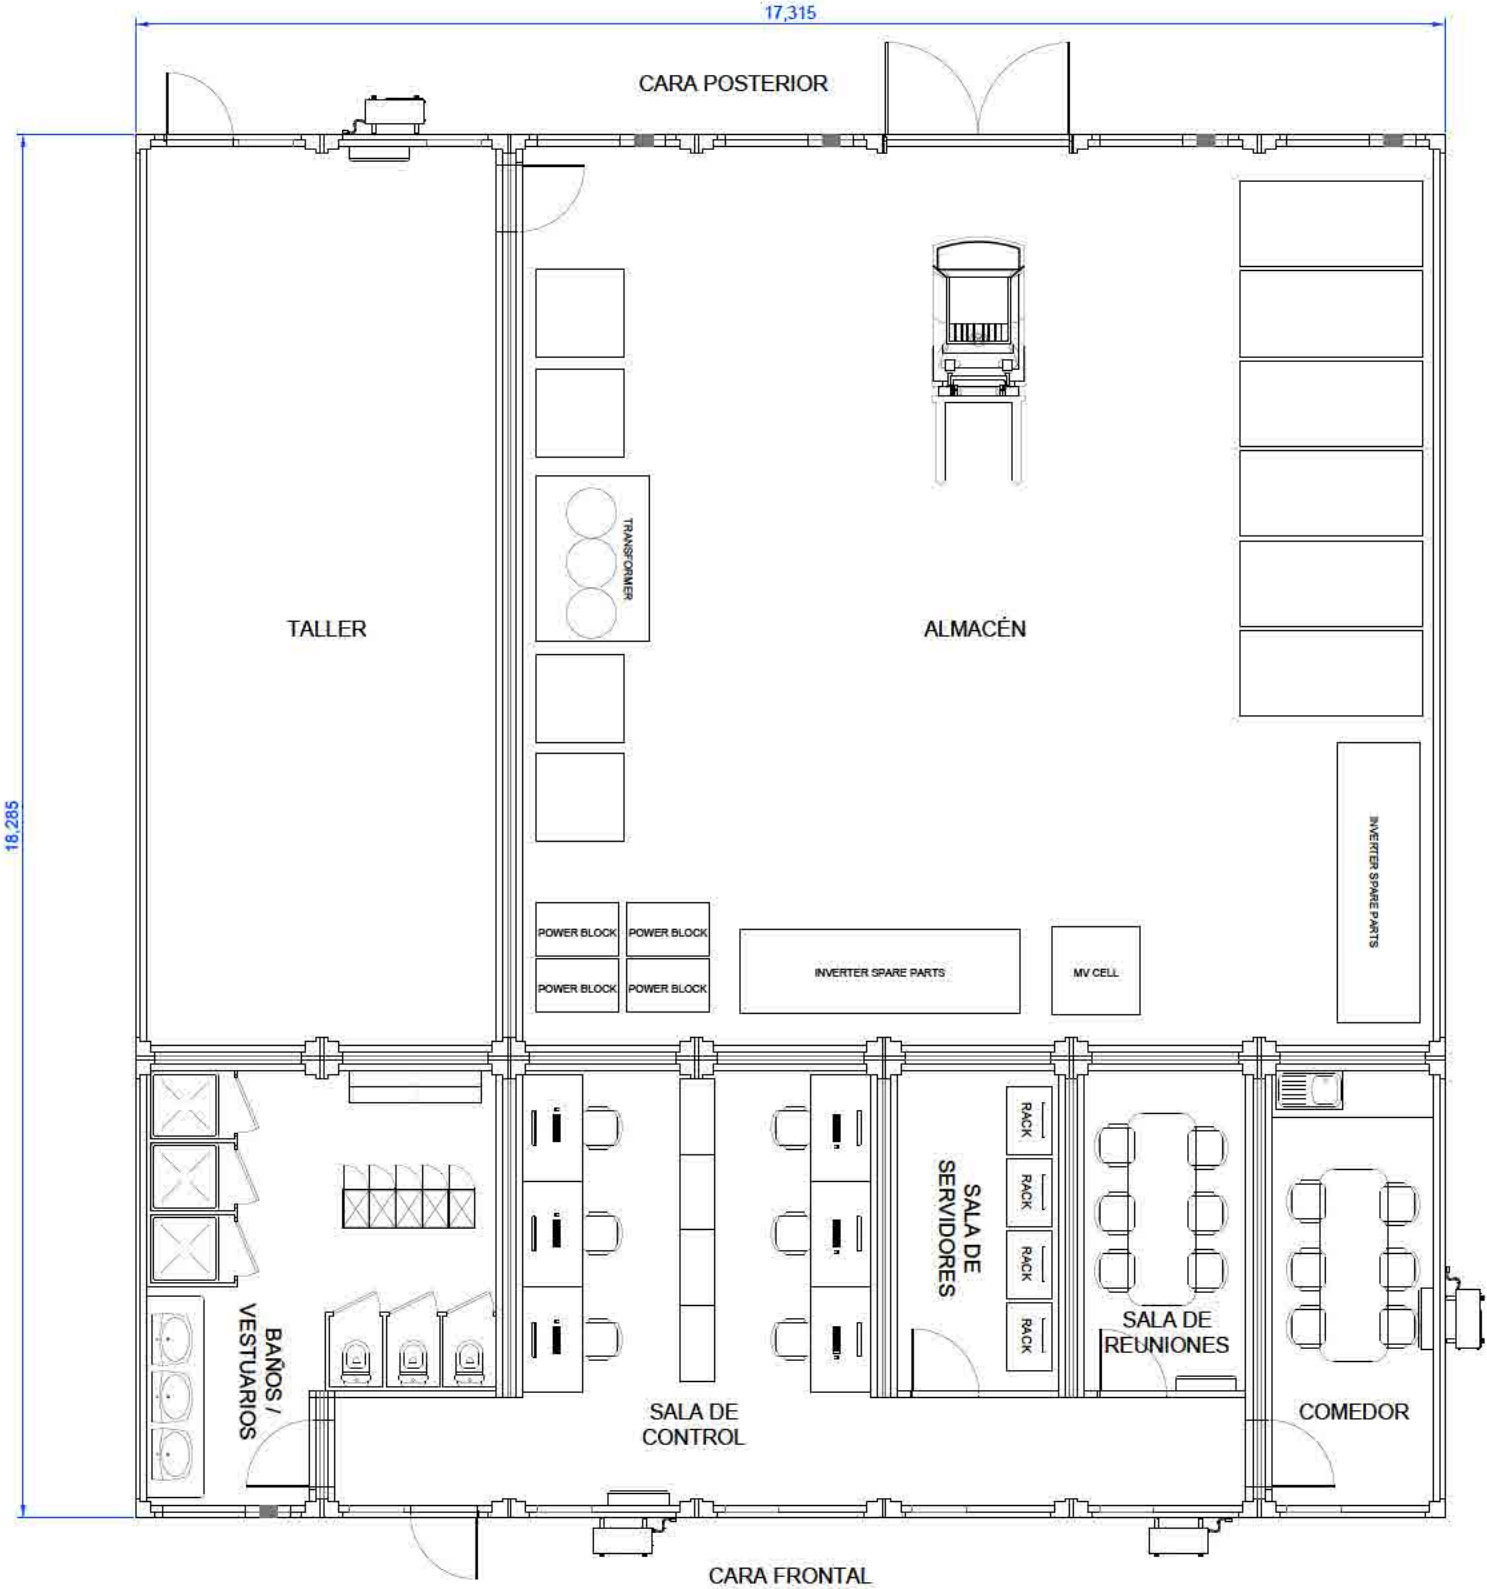 17,315
CARA POSTERIOR
18,285
TRANSFORMER
TALLER
ALMACÉN
INVERTER SPARE PARTS
POWER BLOCK
POWER BLOCK
POWER BLOCK
POWER BLOCK
INVERTER SPARE PARTS
MV CELL
RACK
RACK
RACK
RACK
SALA DE
SERVIDORES
BAÑOS /
VESTUARIOS
SALA DE
REUNIONES
SALA DE
CONTROL
COMEDOR
CARA FRONTAL